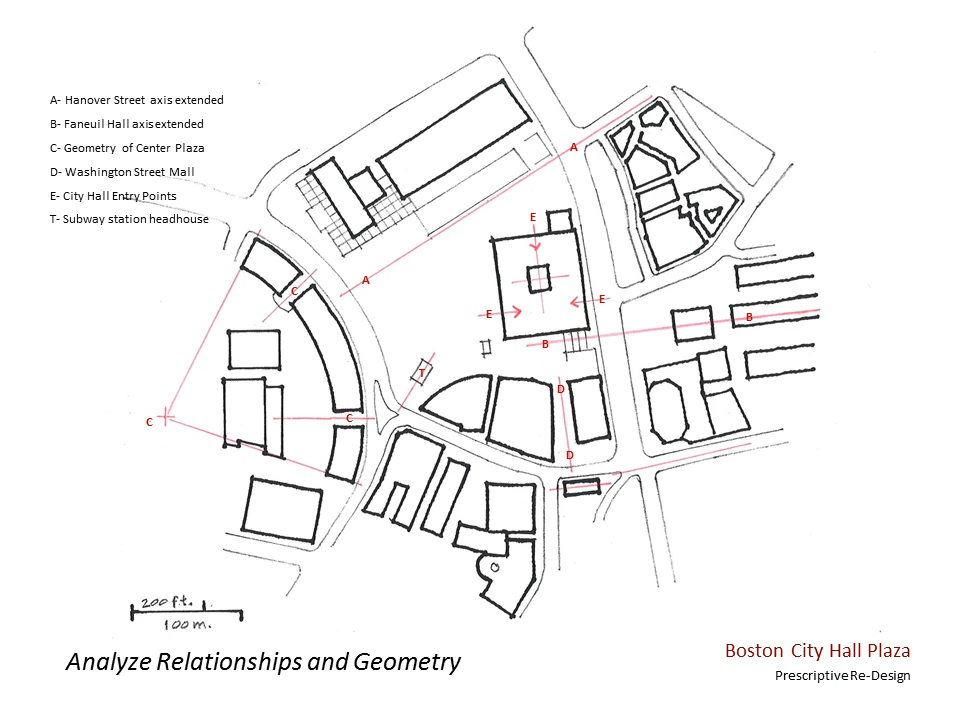 A- Hanover Street axis extended
B- Faneuil Hall axis extended
C- Geometry of Center Plaza
D- Washington Street Mall
E- City Hall Entry Points
T- Subway station headhouse
A
E
A
C
E
E
B
B
T
D
C
C
D
200 ft.
100 m.
Analyze Relationships and Geometry
Boston City Hall Plaza
Prescriptive Re-Design